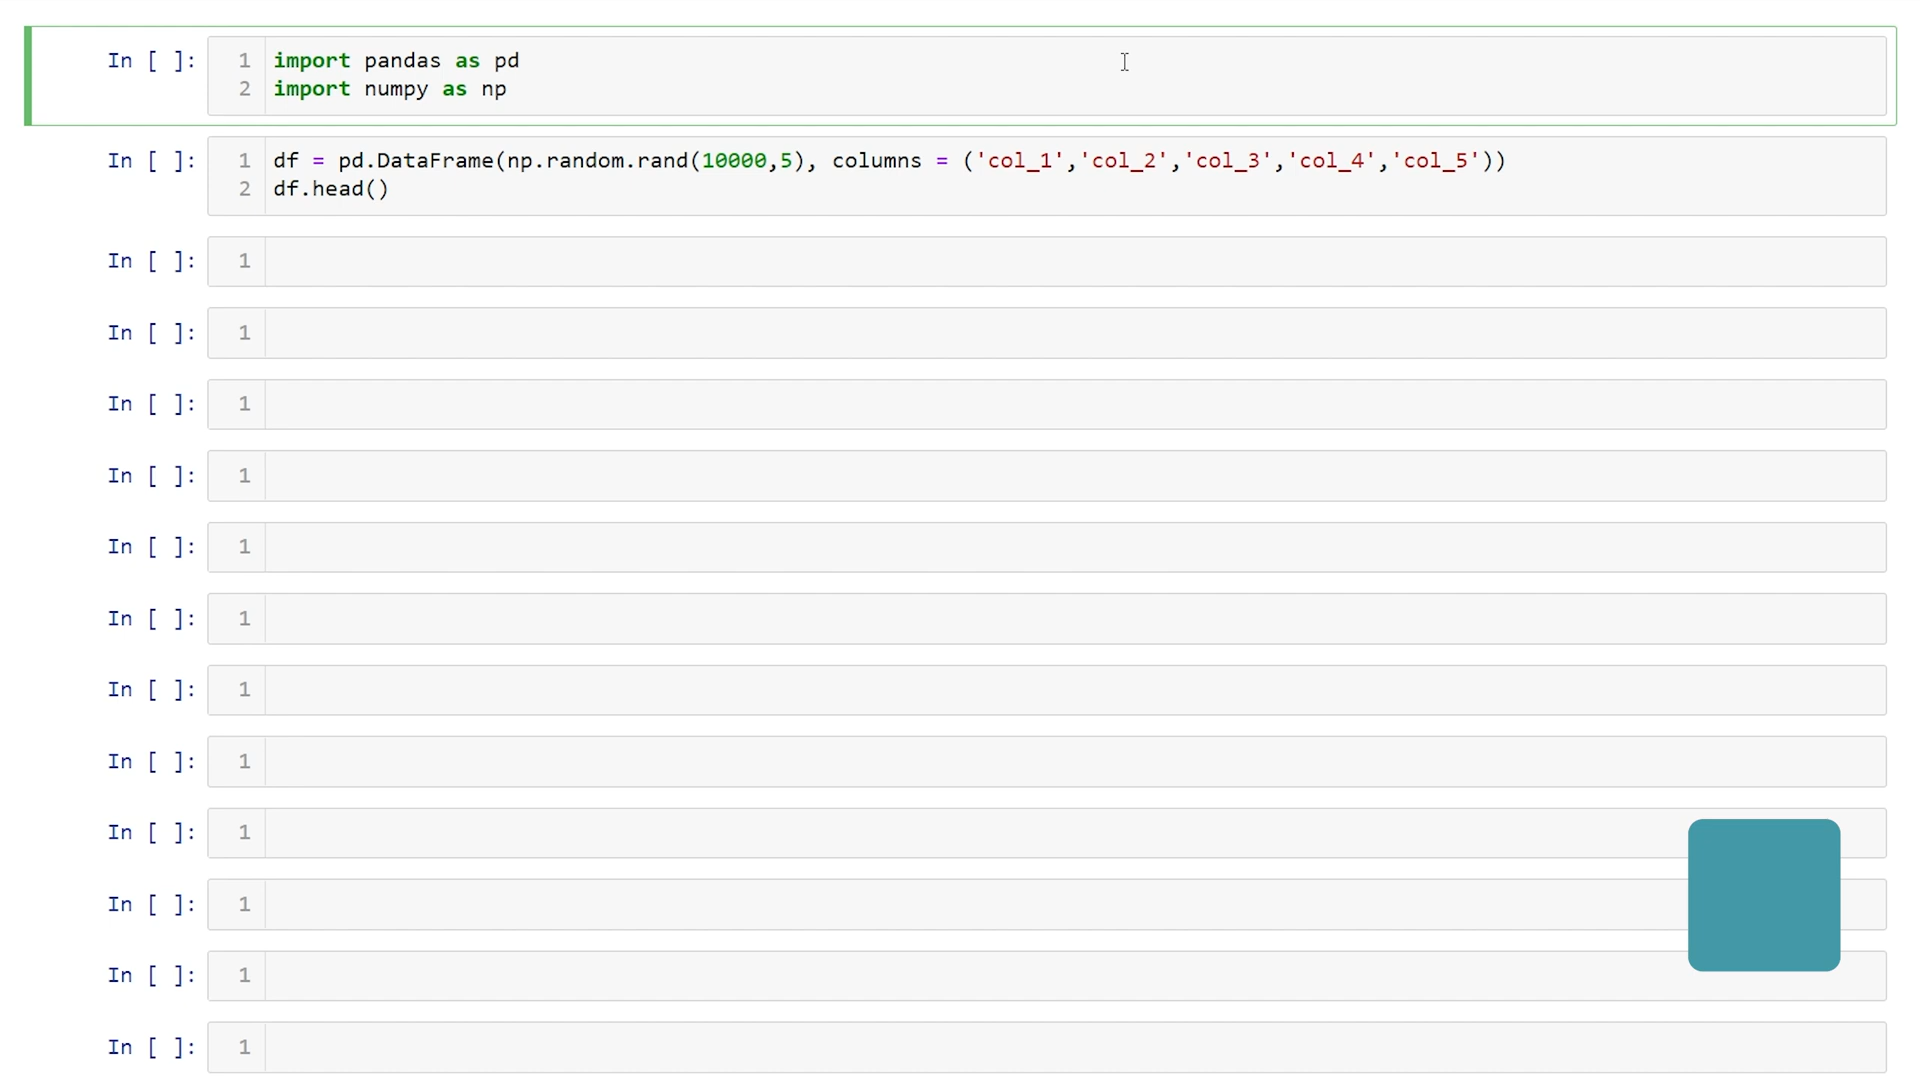 In [ ]: 1 import pandas as pd
2 import numpy as np
In [ ]: 1 df = pd.DataFrame(np.random.rand(10000,5), columns = ('col_1','col_2','col_3','col_4','col_5'))
2 df.head()
In [ ]: 1
In [ ]: 1
In [ ]: 1
In [ ]: 1
In [ ]: 1
In [ ]: 1
In [ ]: 1
In [ ]: 1
In [ ]: 1
In [ ]: 1
In [ ]: 1
In [ ]: 1